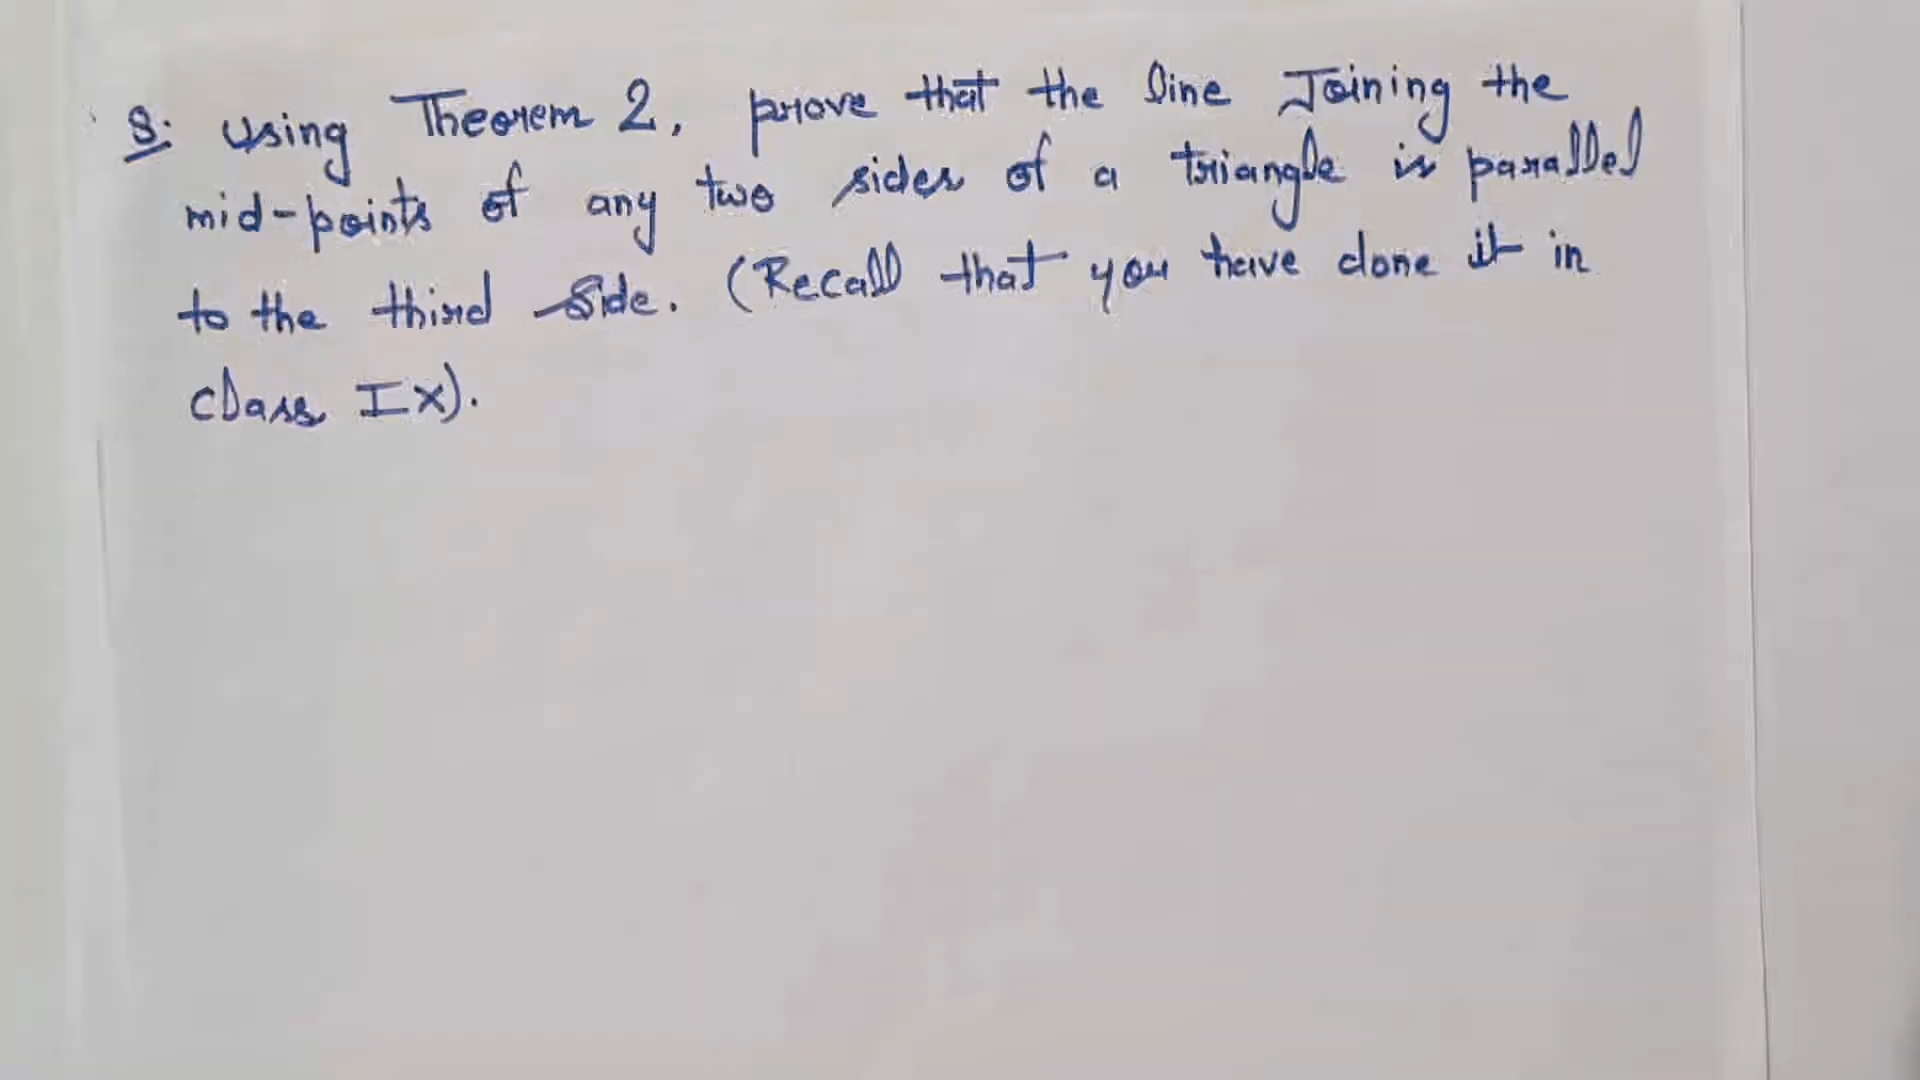 8. Using Theorem 2, prove that the line Joining the
mid-points of any two sides of a triangle is parallel
to the third side. (Recall that you have done it in
class IX).